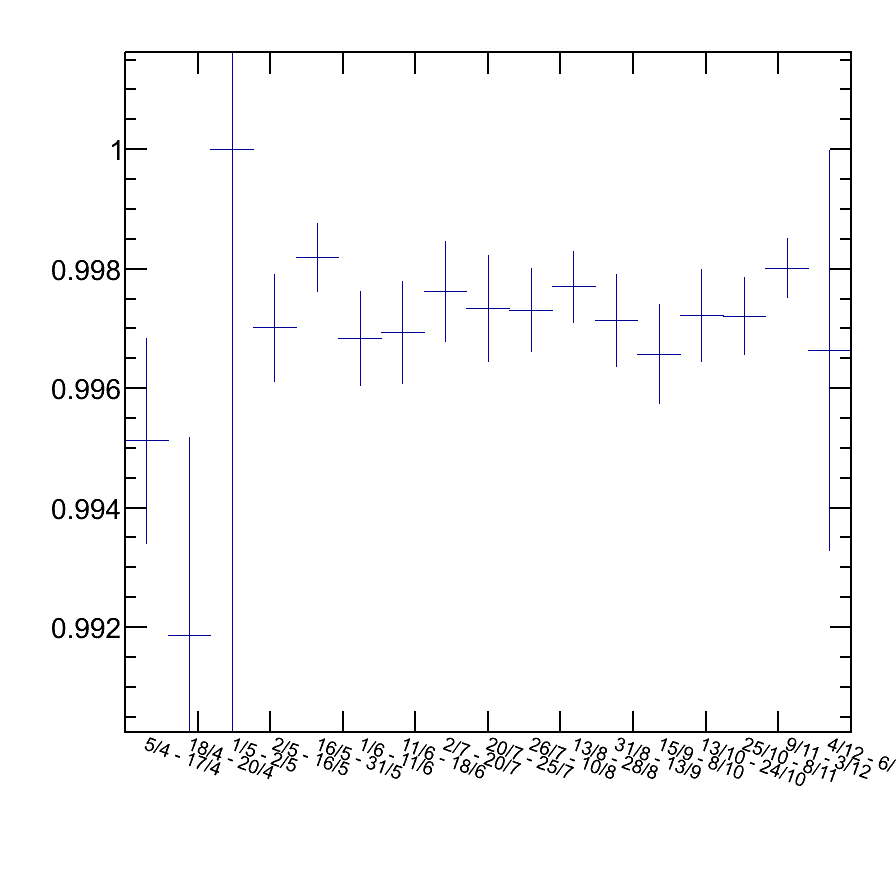 1
0.998
0.996
0.994
0.992
5/4 - 17/4
18/4 - 20/4
1/5 - 2/5
2/5 - 16/5
16/5 - 31/5
1/6 - 11/6
11/6 - 18/6
2/7 - 20/7
20/7 - 25/7
26/7 - 10/8
13/8 - 28/8
31/8 - 13/9
15/9 - 8/10
13/10 - 24/10
25/10 - 8/11
9/11 - 3/12
4/12 - 6/